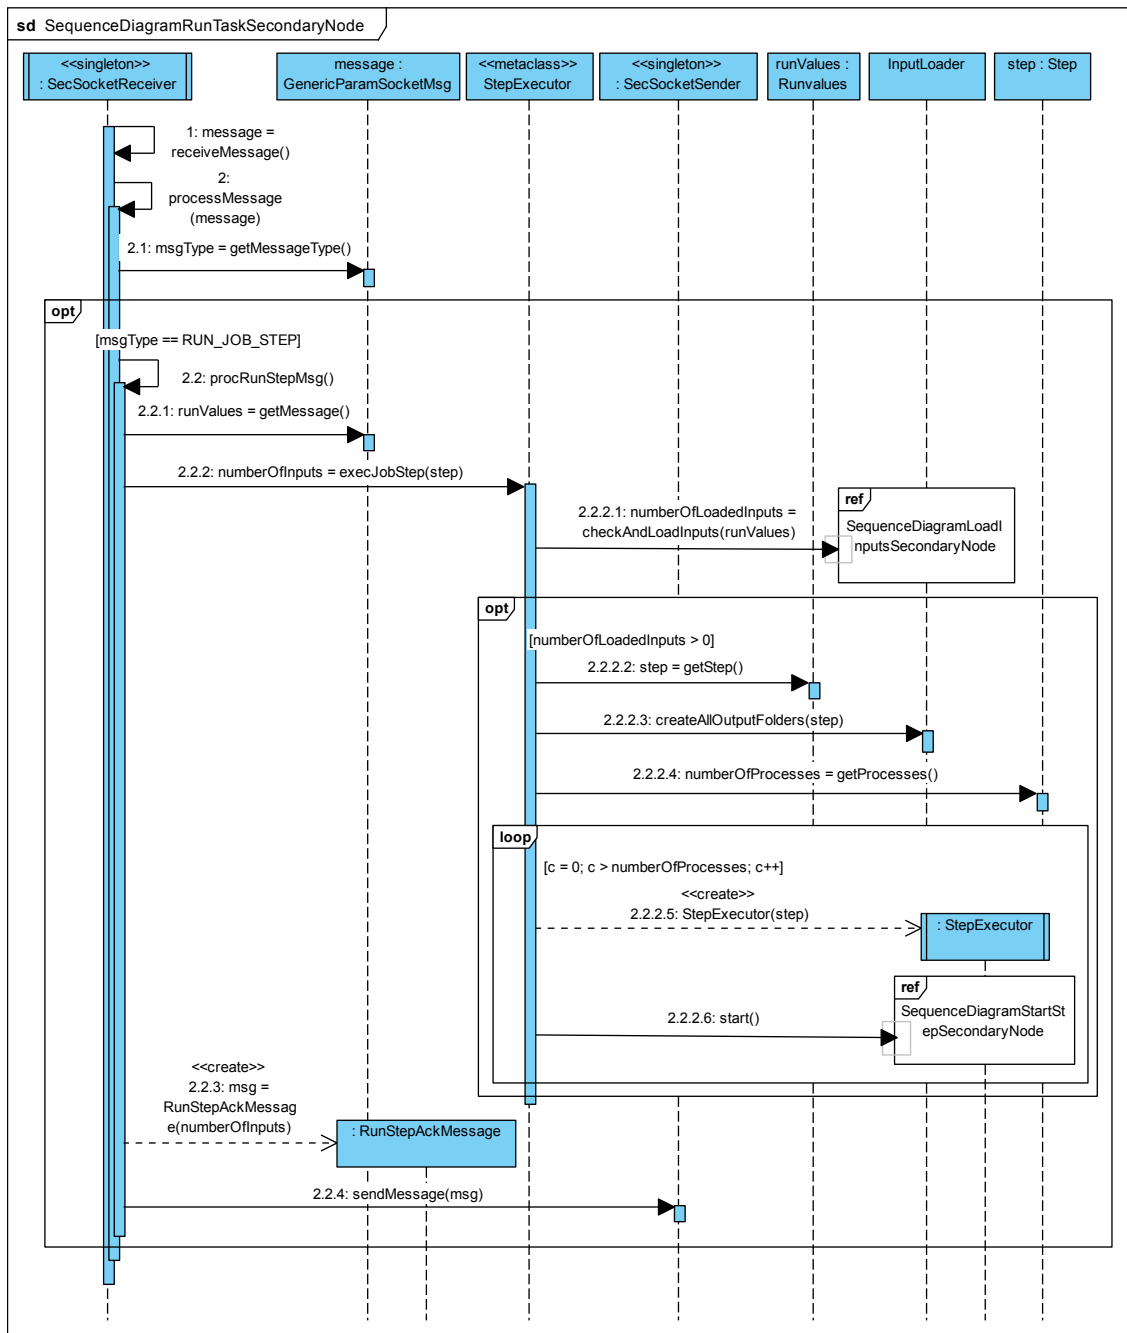 sd SequenceDiagramRunTaskSecondaryNode
<<singleton>>
: SecSocketReceiver
message :
GenericParamSocketMsg
<<metaclass>>
StepExecutor
<<singleton>>
: SecSocketSender
runValues :
Runvalues
InputLoader
step : Step
1: message =
receiveMessage()
2:
processMessage
(message)
2.1: msgType = getMessageType()
opt
[msgType == RUN_JOB_STEP]
2.2: procRunStepMsg()
2.2.1: runValues = getMessage()
2.2.2: numberOfInputs = execJobStep(step)
2.2.2.1: numberOfLoadedInputs =
checkAndLoadInputs(runValues)
ref
SequenceDiagramLoadI
nputsSecondaryNode
opt
[numberOfLoadedInputs > 0]
2.2.2.2: step = getStep()
2.2.2.3: createAllOutputFolders(step)
2.2.2.4: numberOfProcesses = getProcesses()
loop
[c = 0; c > numberOfProcesses; c++]
<<create>>
2.2.2.5: StepExecutor(step)
: StepExecutor
ref
SequenceDiagramStartSt
epSecondaryNode
2.2.2.6: start()
<<create>>
2.2.3: msg =
RunStepAckMessag
e(numberOfInputs)
: RunStepAckMessage
2.2.4: sendMessage(msg)